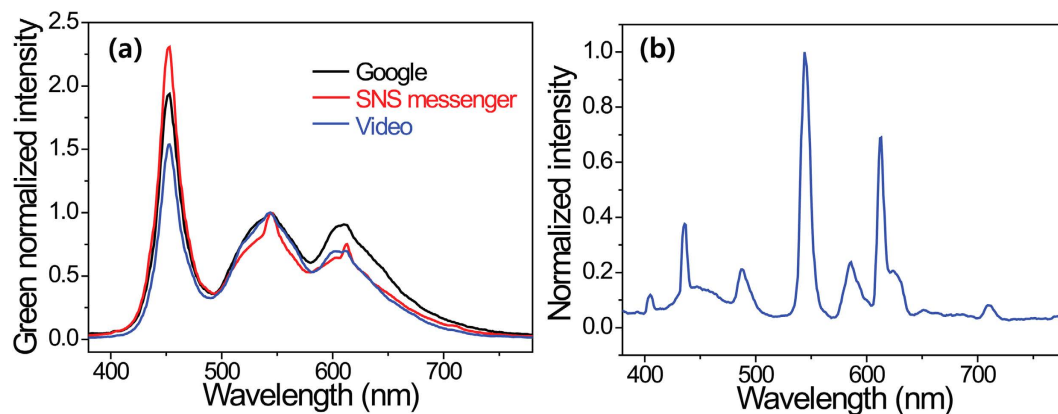 (a)
Google
SNS messenger
Video
Green normalized intensity
2.5
2.0
1.5
1.0
0.5
0.0
400 500 600 700
Wavelength (nm)
(b)
Normalized intensity
1.0
0.8
0.6
0.4
0.2
0.0
400 500 600 700
Wavelength (nm)